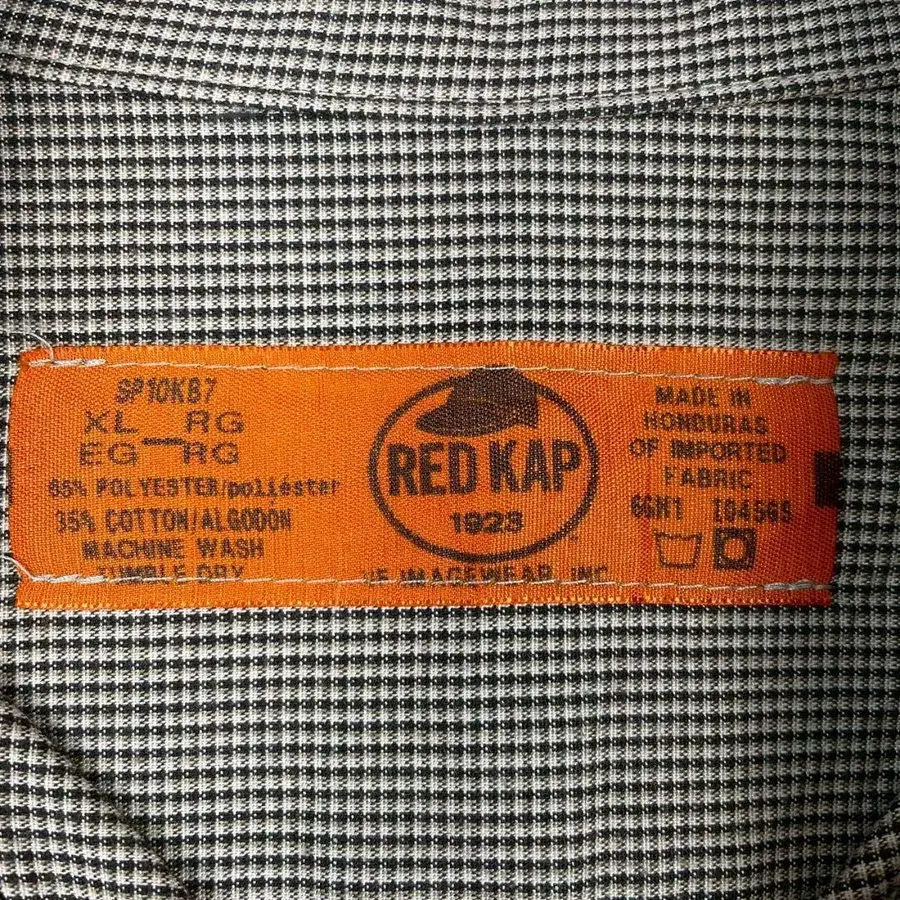 SP10KB7
XL RG
EG RG
65% POLYESTER/poliéster
35% COTTON/ALGODON
MACHINE WASH
TUMBLE DRY
RED KAP
1923
VF IMAGEWEAR, INC
MADE IN
HONDURAS
OF IMPORTED
FABRIC